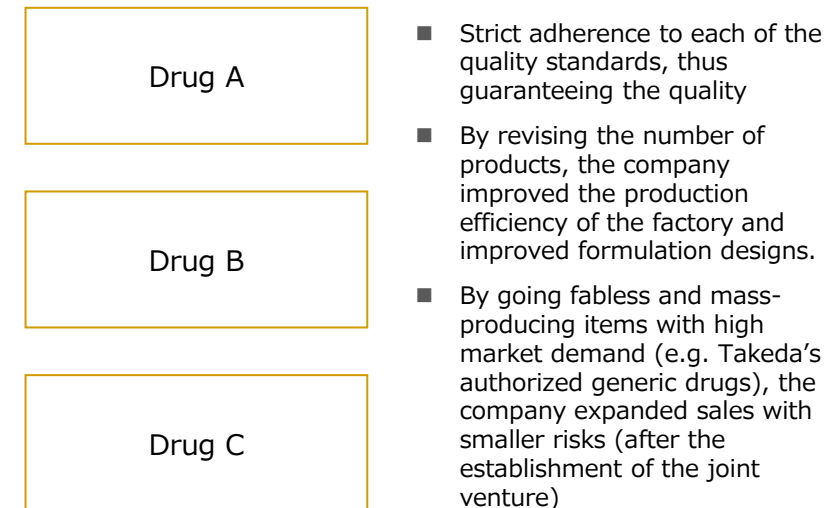 Drug A
Drug B
Drug C
■ Strict adherence to each of the
quality standards, thus
guaranteeing the quality
■ By revising the number of
products, the company
improved the production
efficiency of the factory and
improved formulation designs.
■ By going fabless and mass-
producing items with high
market demand (e.g. Takeda’s
authorized generic drugs), the
company expanded sales with
smaller risks (after the
establishment of the joint
venture)